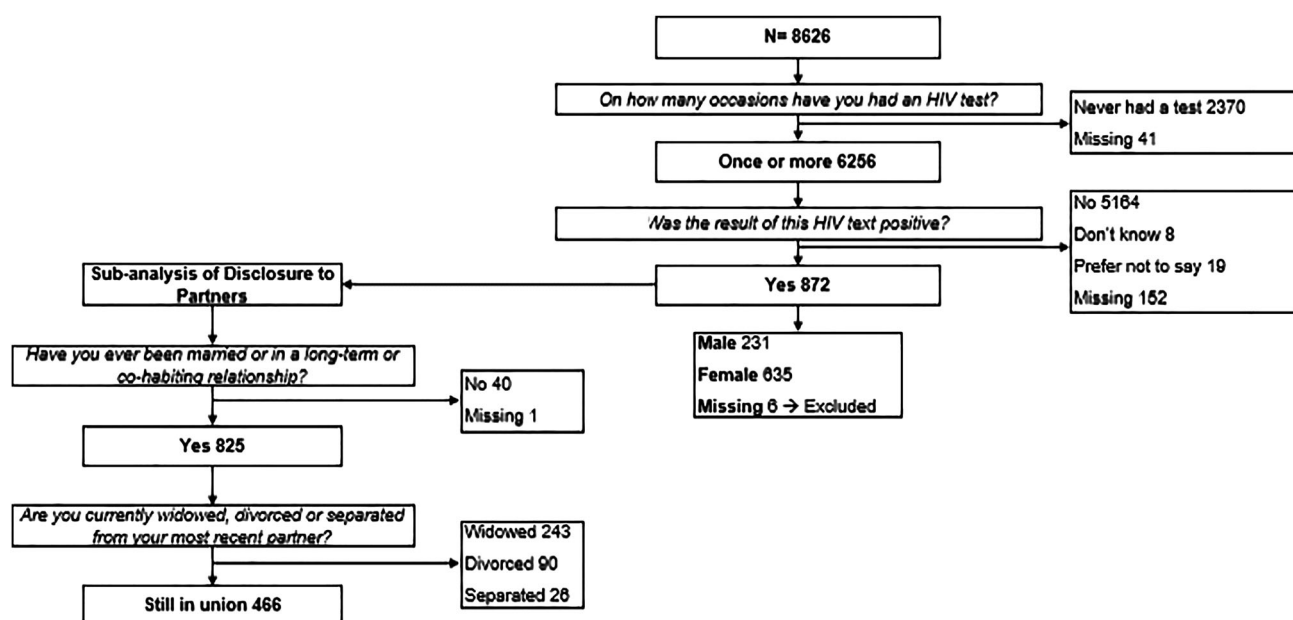 N= 8626
On how many occasions have you had an HIV test?
Never had a test 2370
Missing 41
Once or more 6256
Was the result of this HIV text positive?
No 5164
Don't know 8
Prefer not to say 19
Missing 152
Yes 872
Male 231
Female 635
Missing 6 → Excluded
Sub-analysis of Disclosure to
Partners
Have you ever been married or in a long-term or
co-habiting relationship?
No 40
Missing 1
Yes 825
Are you currently widowed, divorced or separated
from your most recent partner?
Widowed 243
Divorced 90
Separated 26
Still in union 466